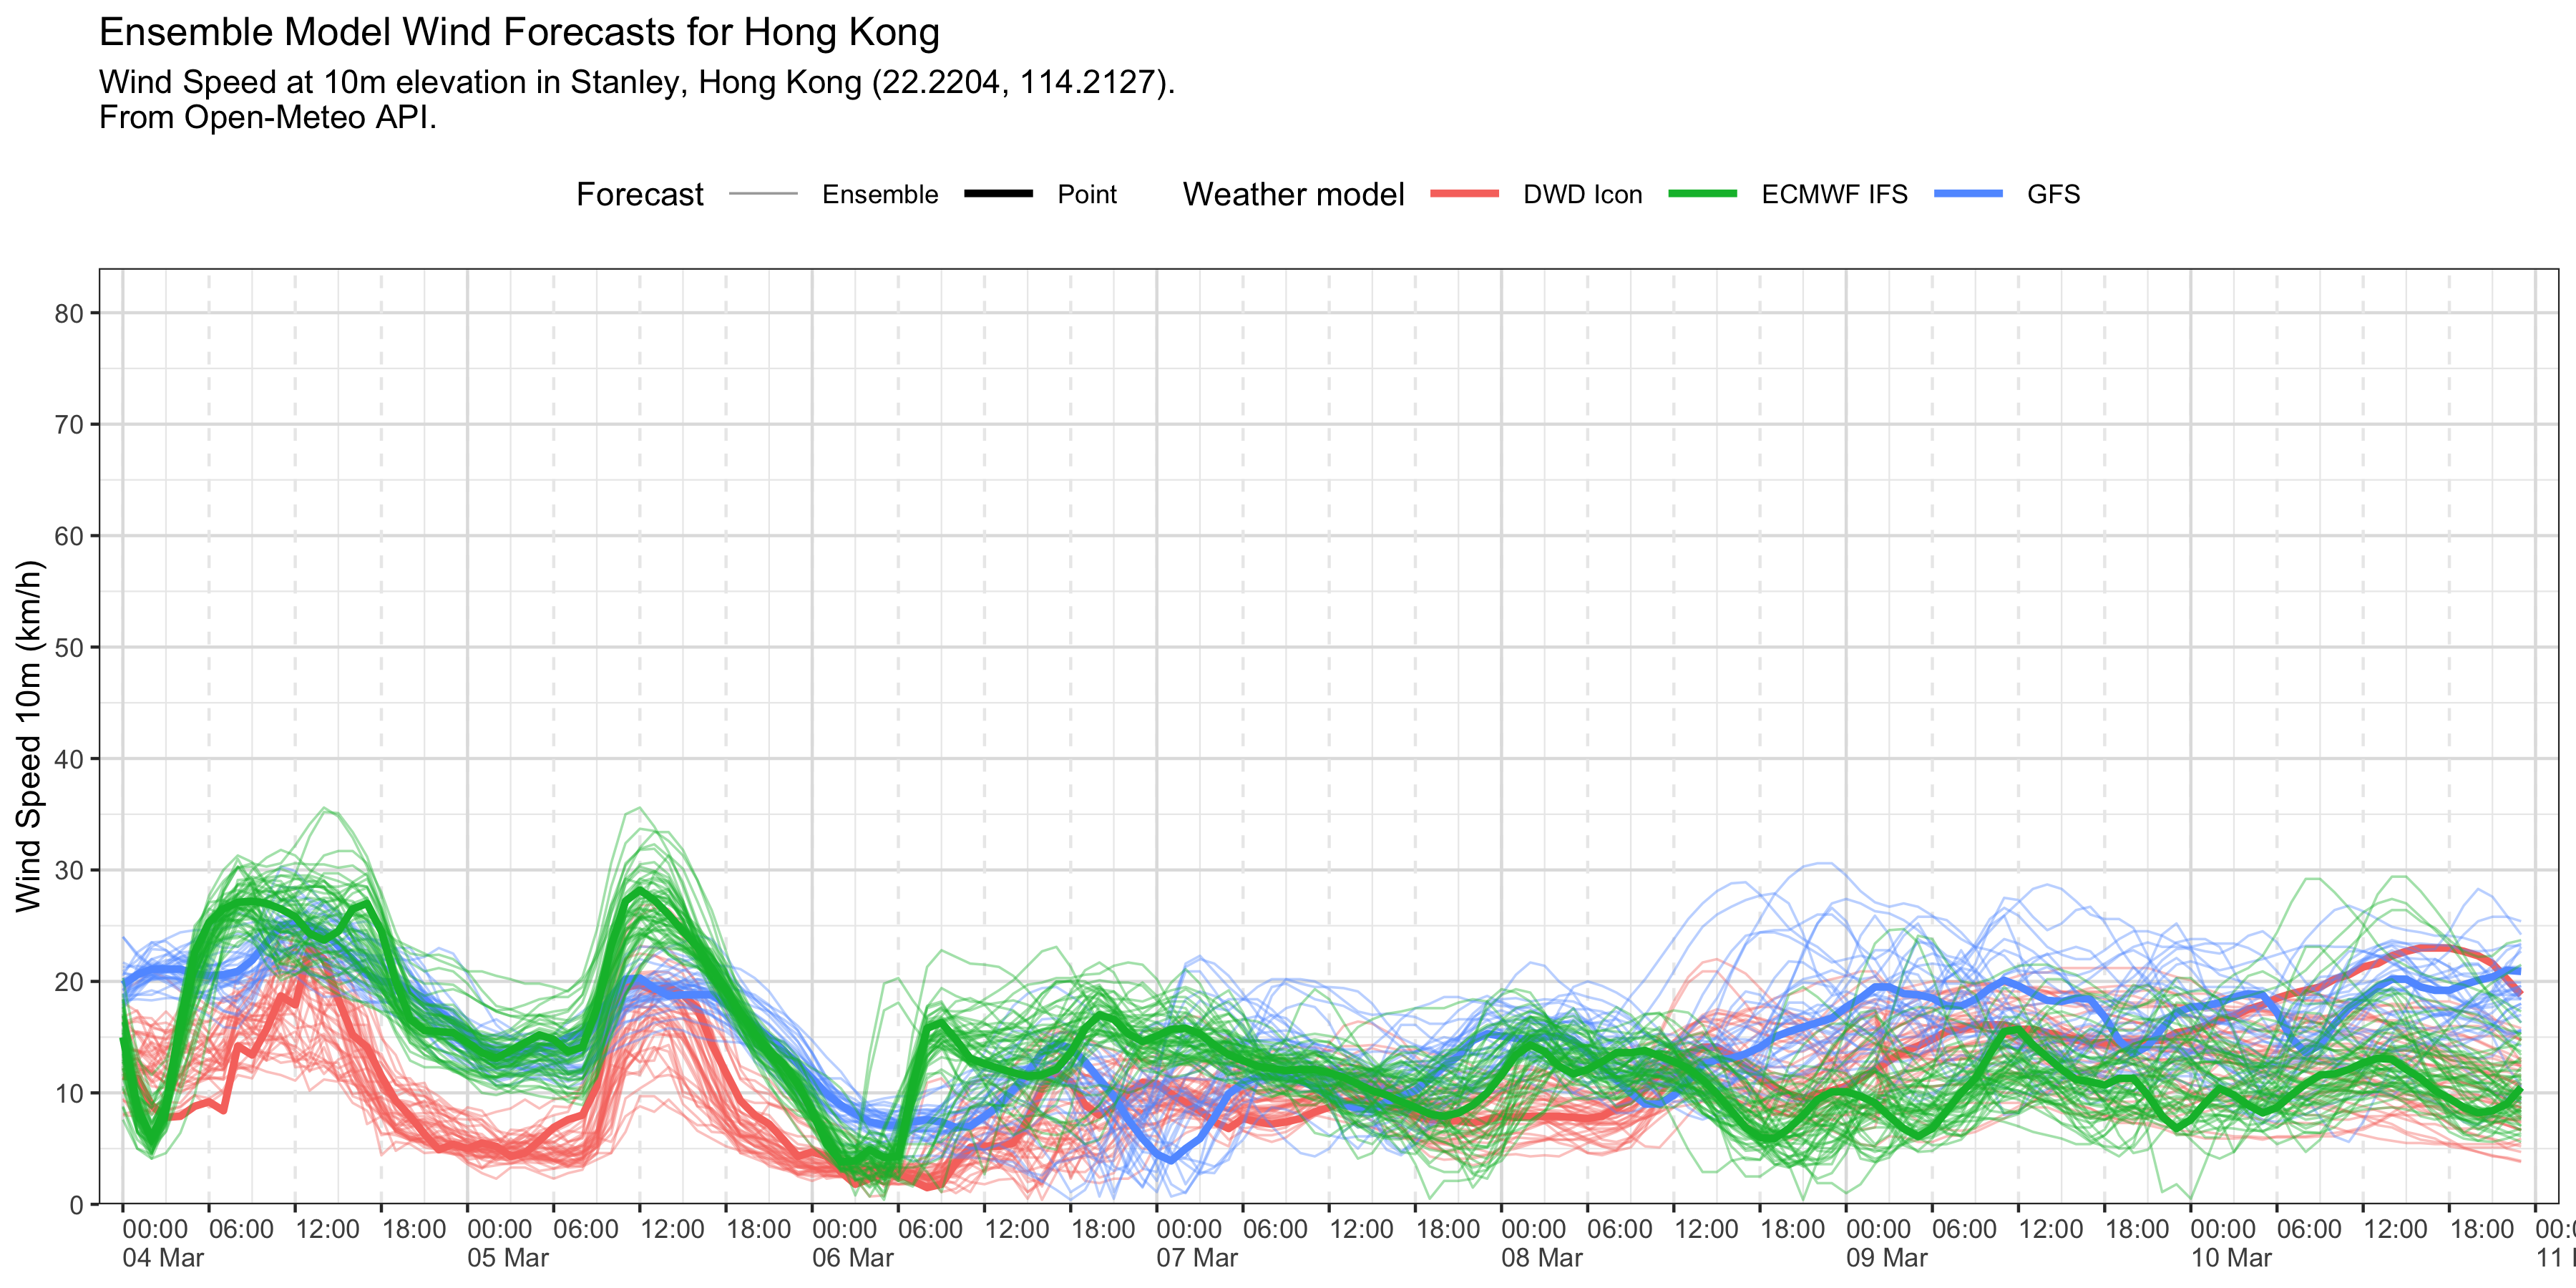 Ensemble Model Wind Forecasts for Hong Kong
Wind Speed at 10m elevation in Stanley, Hong Kong (22.2204, 114.2127).
From Open-Meteo API.
Forecast Ensemble Point Weather model DWD Icon ECMWF IFS GFS
Wind Speed 10m (km/h)
80
70
60
50
40
30
20
10
0
00:00 06:00 12:00 18:00 00:00 06:00 12:00 18:00 00:00 06:00 12:00 18:00 00:00 06:00 12:00 18:00 00:00 06:00 12:00 18:00 00:00 06:00 12:00 18:00 00:00 06:00 12:00 18:00 00:0
04 Mar 05 Mar 06 Mar 07 Mar 08 Mar 09 Mar 10 Mar 11